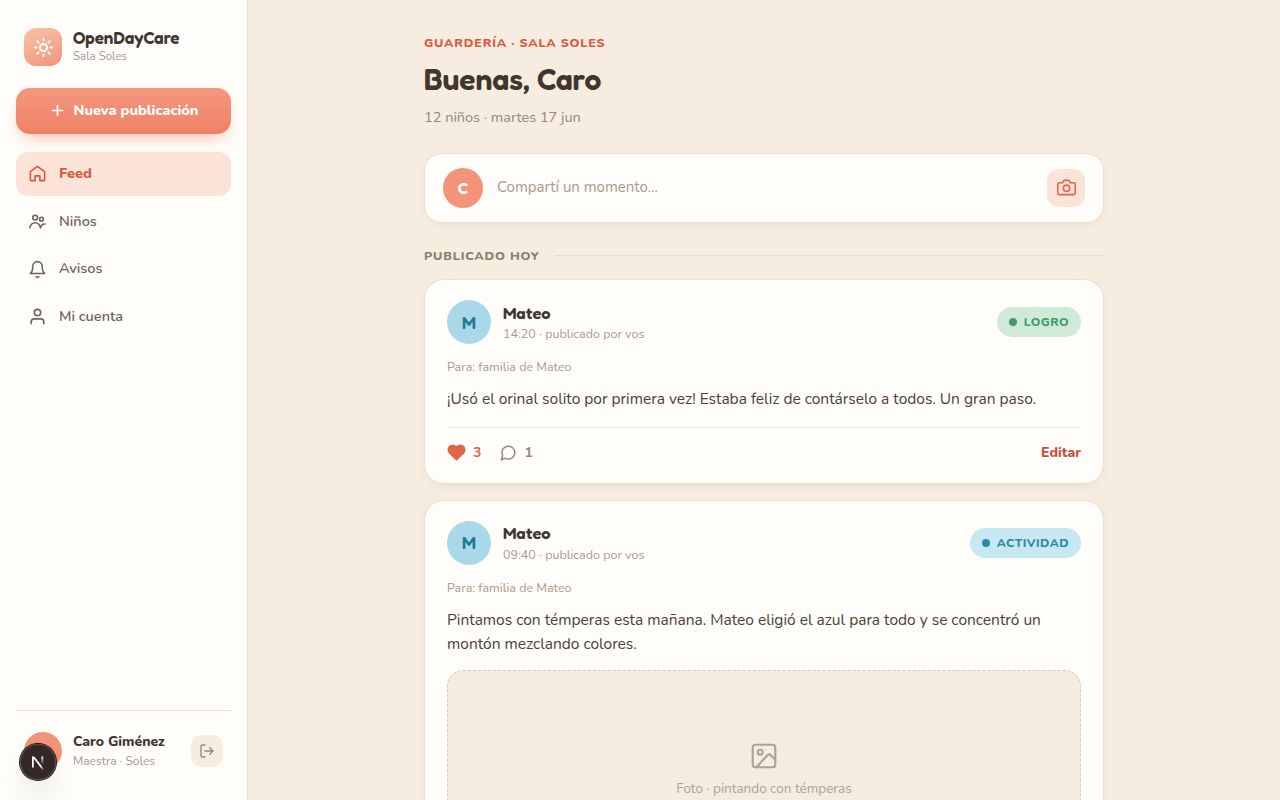 OpenDayCare
Sala Soles
Nueva publicación
Feed
Niños
Avisos
Mi cuenta
Caro Giménez
Maestra · Soles
N
GUARDERÍA · SALA SOLES
Buenas, Caro
12 niños · martes 17 jun
C
Compartí un momento...
PUBLICADO HOY
M
Mateo
14:20 · publicado por vos
LOGRO
Para: familia de Mateo
¡Usó el orinal solito por primera vez! Estaba feliz de contárselo a todos. Un gran paso.
3
1
Editar
M
Mateo
09:40 · publicado por vos
ACTIVIDAD
Para: familia de Mateo
Pintamos con témperas esta mañana. Mateo eligió el azul para todo y se concentró un
montón mezclando colores.
Foto · pintando con témperas